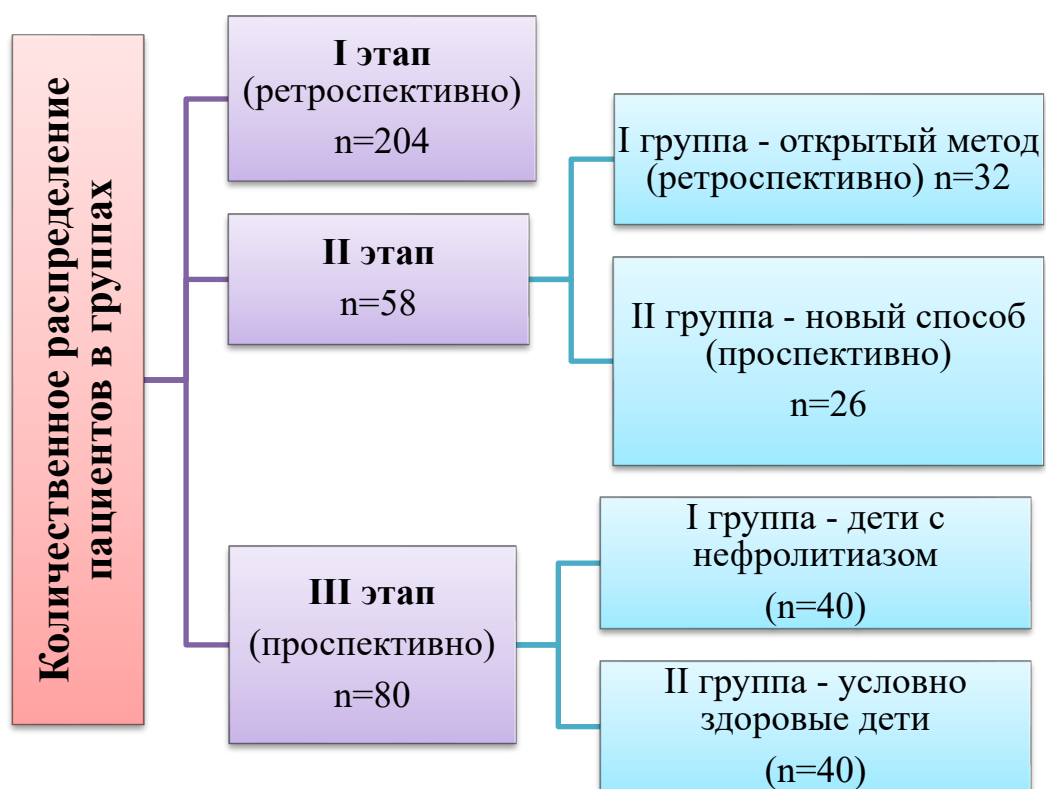 Количественное распределение
пациентов в группах
I этап
(ретроспективно)
n=204
II этап
n=58
I группа - открытый метод
(ретроспективно) n=32
II группа - новый способ
(проспективно)
n=26
III этап
(проспективно)
n=80
I группа - дети с
нефролитиазом
(n=40)
II группа - условно
здоровые дети
(n=40)